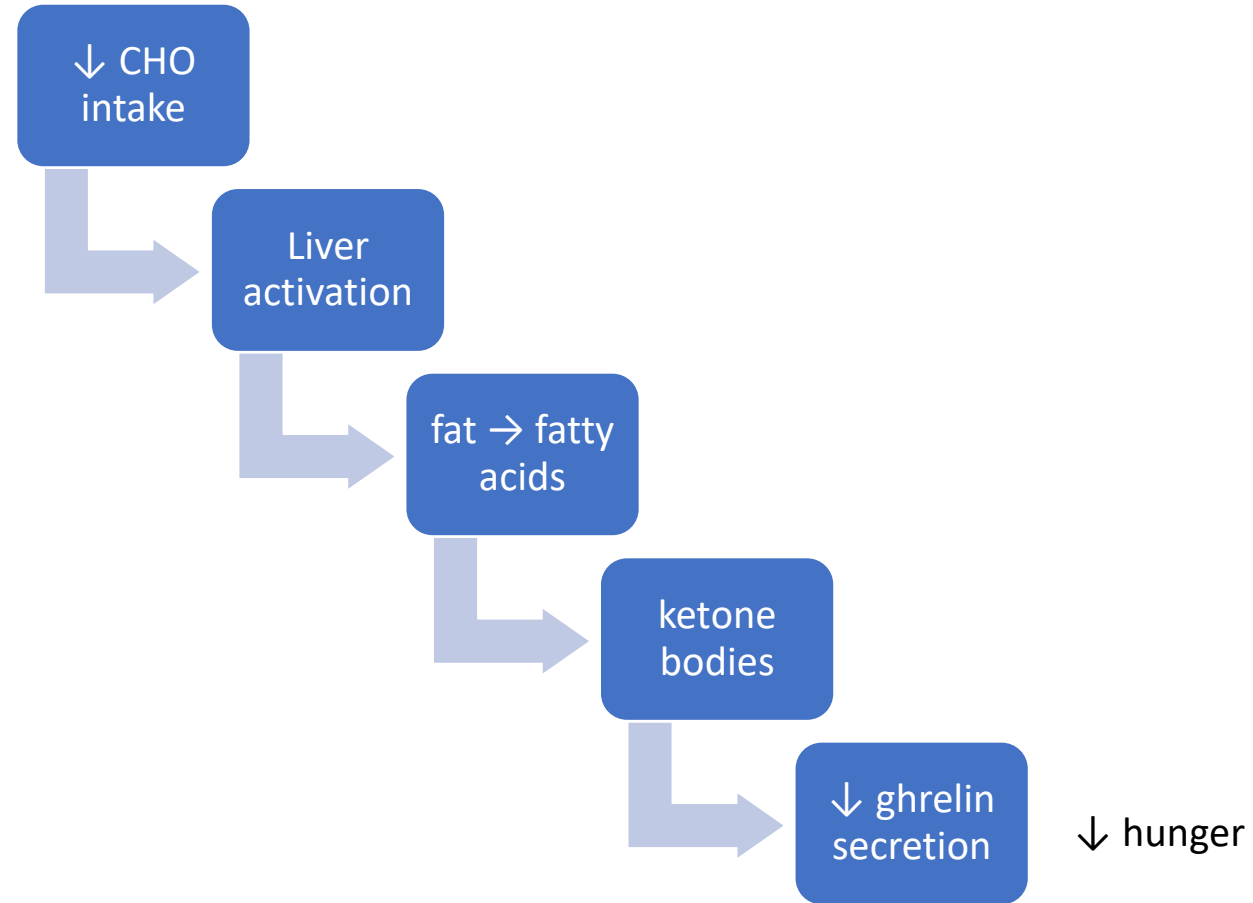 ↓ CHO
intake
Liver
activation
fat → fatty
acids
ketone
bodies
↓ ghrelin
secretion
↓ hunger